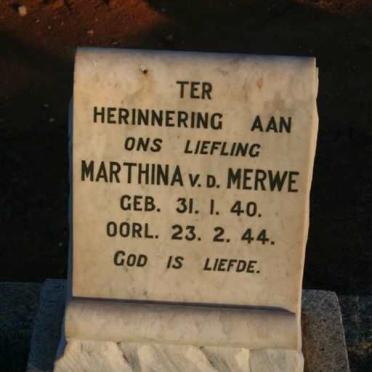 TER
HERINNERING AAN
ONS LIEFLING
MARTHINA V. D. MERWE
GEB. 31. 1. 40.
OORL. 23. 2. 44.
GOD IS LIEFDE.